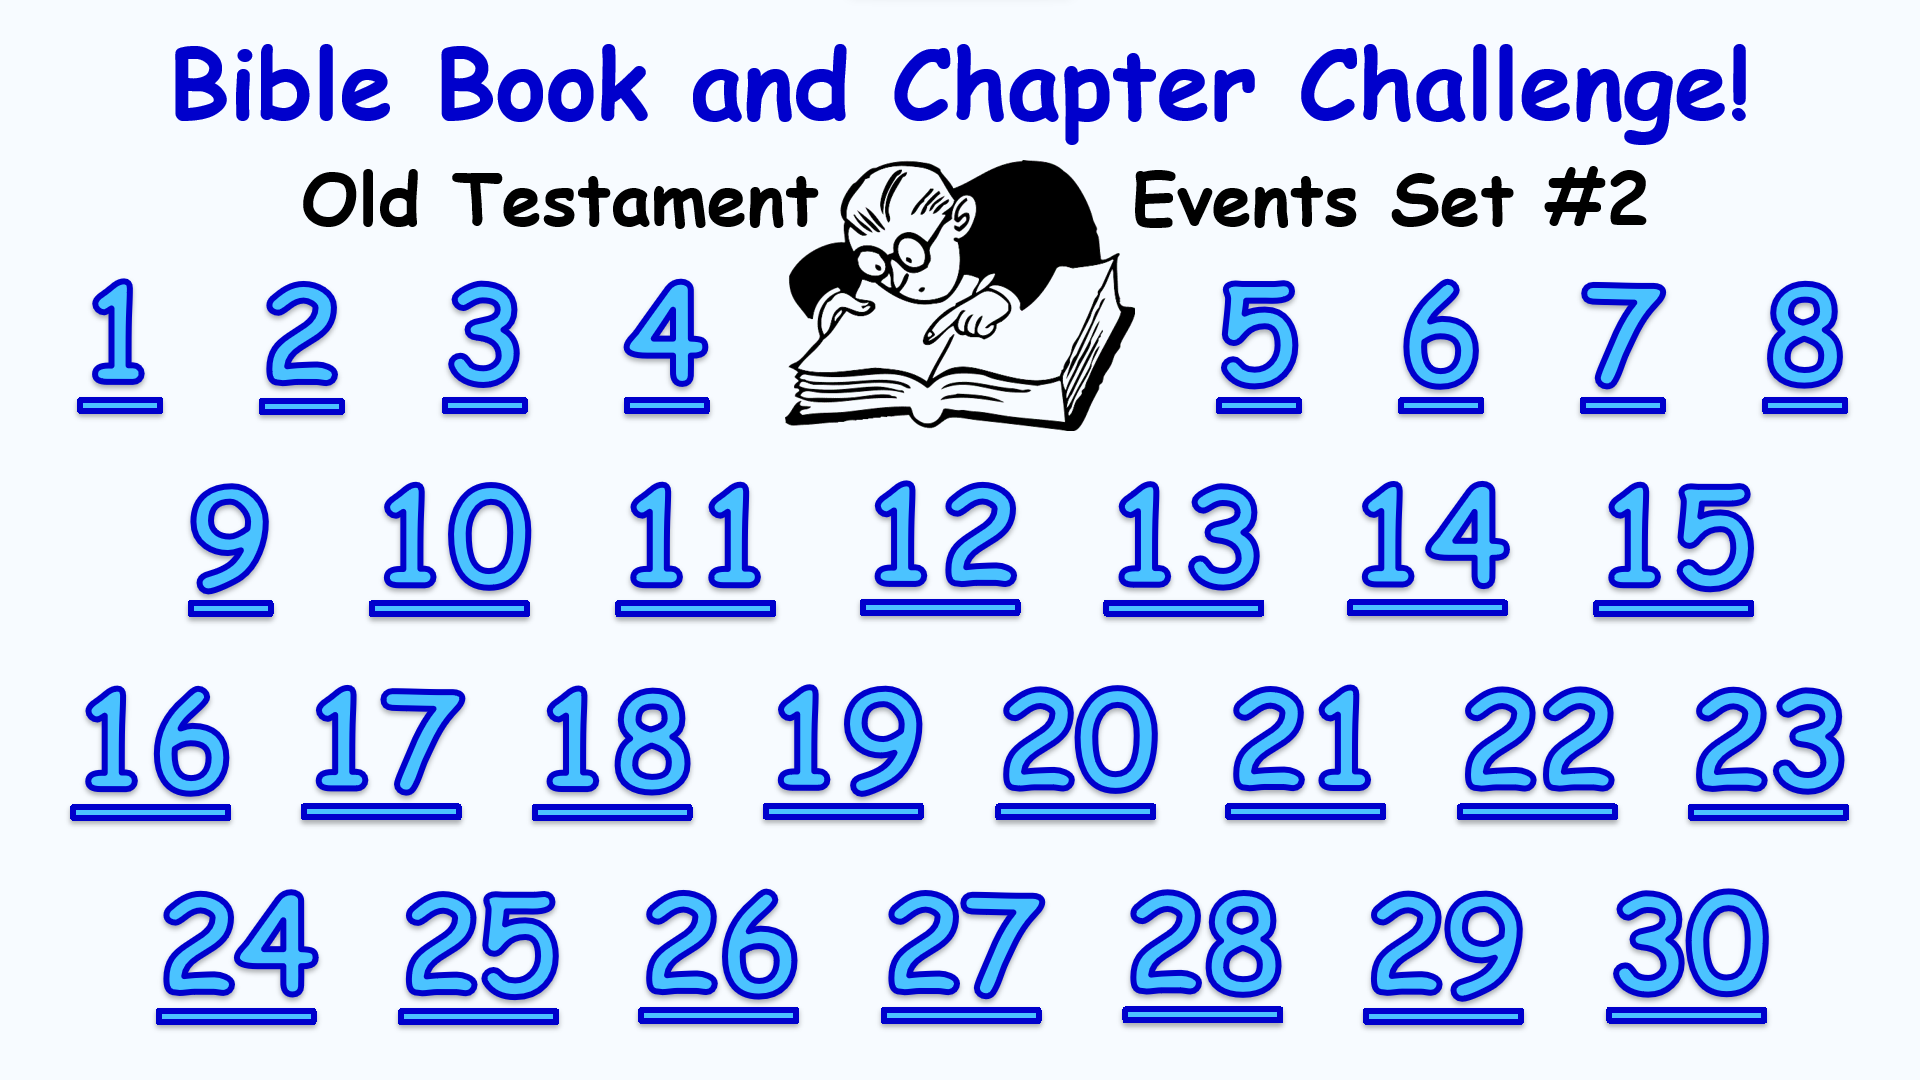 Bible Book and Chapter Challenge!
Old Testament Events Set #2
1 2 3 4 5 6 7 8
9 10 11 12 13 14 15
16 17 18 19 20 21 22 23
24 25 26 27 28 29 30